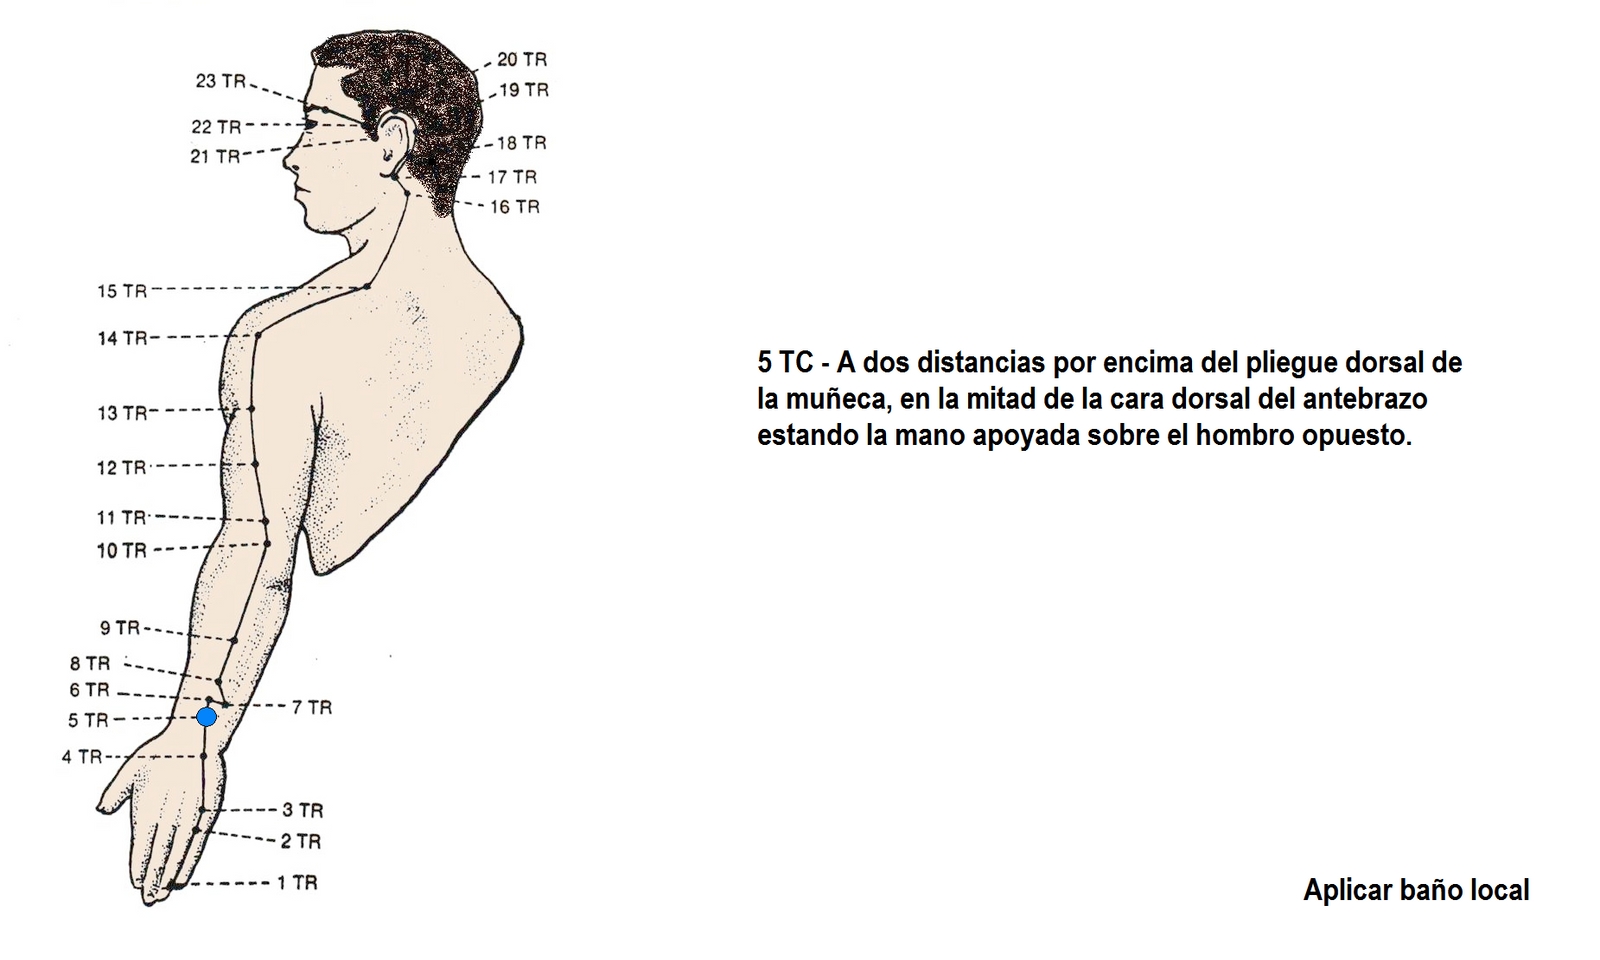 20 TR
23 TR
19 TR
22 TR
18 TR
21 TR
17 TR
16 TR
15 TR
14 TR
13 TR
12 TR
11 TR
10 TR
9 TR
8 TR
6 TR
7 TR
5 TR
4 TR
3 TR
2 TR
1 TR
5 TC - A dos distancias por encima del pliegue dorsal de
la muñeca, en la mitad de la cara dorsal del antebrazo
estando la mano apoyada sobre el hombro opuesto.
Aplicar baño local